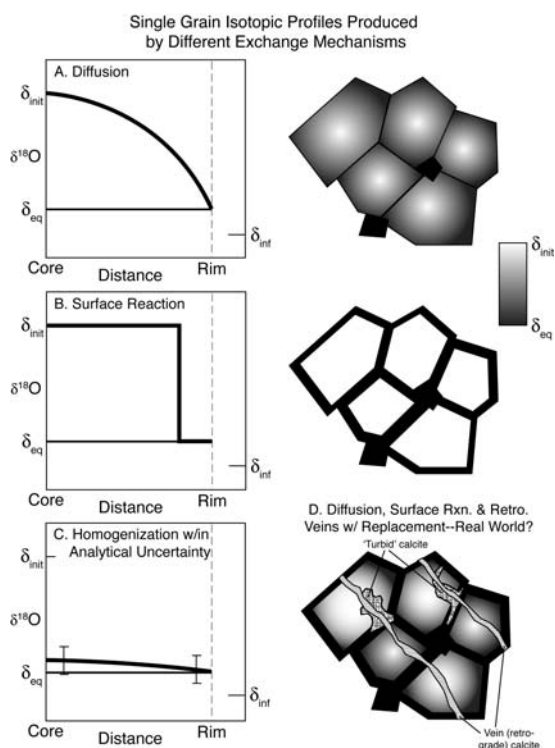 Single Grain Isotopic Profiles Produced
by Different Exchange Mechanisms
A. Diffusion
δinit
δ18O
δeq
δinf
Core
Distance
Rim
δinit
δeq
B. Surface Reaction
δinit
δ18O
δeq
δinf
Core
Distance
Rim
C. Homogenization w/in
Analytical Uncertainty
δinit
δ18O
δeq
δinf
Core
Distance
Rim
D. Diffusion, Surface Rxn. & Retro.
Veins w/ Replacement--Real World?
'Turbid' calcite
Vein (retro-
grade) calcite